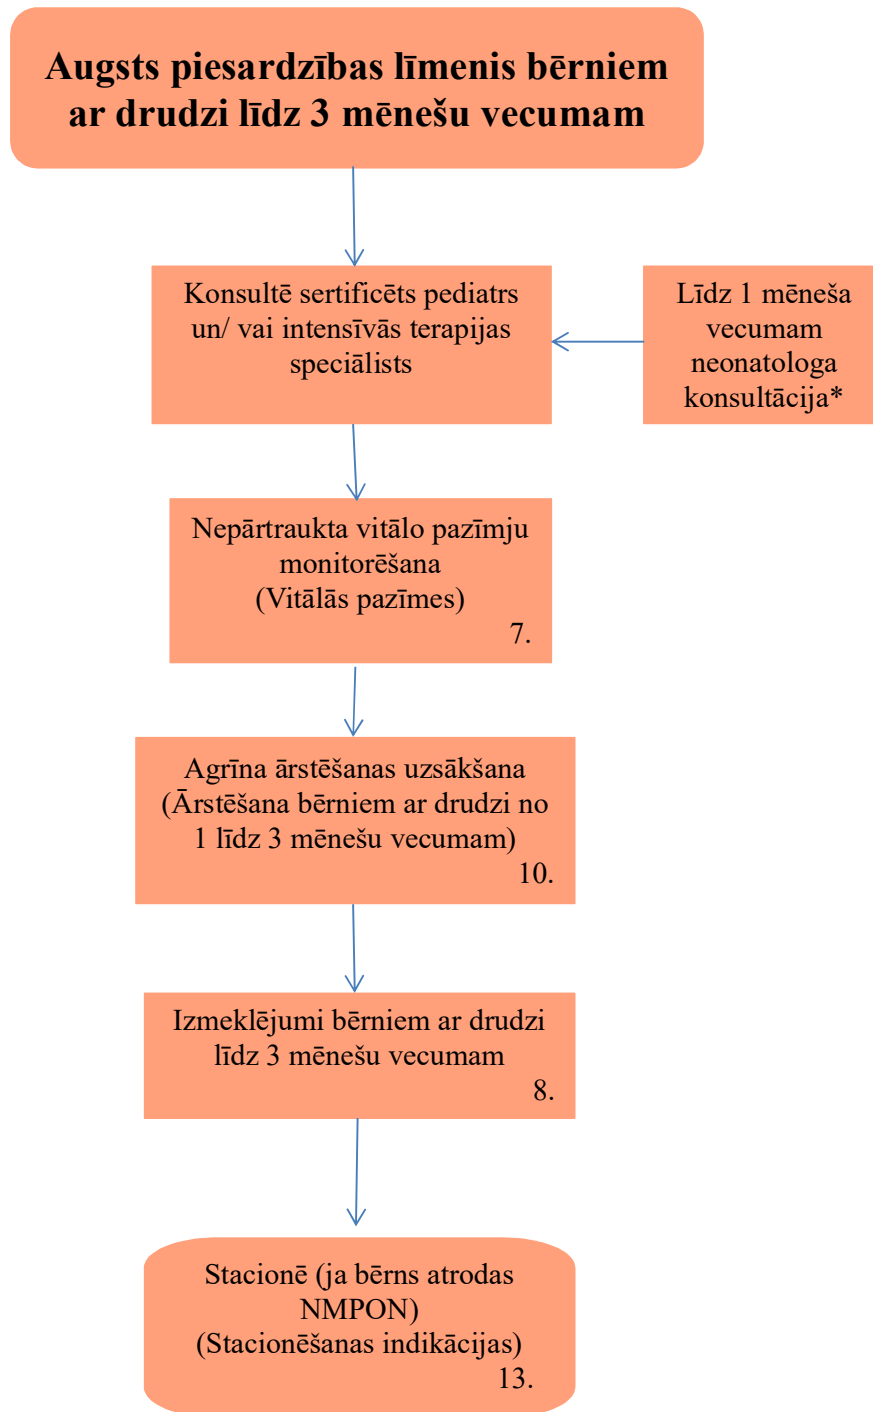 Augsts piesardzības līmenis bērniem
ar drudzi līdz 3 mēnešu vecumam
Konsultē sertificēts pediatrs
un/ vai intensīvās terapijas
speciālists
Līdz 1 mēneša
vecumam
neonatologa
konsultācija*
Nepārtraukta vitālo pazīmju
monitorēšana
(Vitālās pazīmes)
7.
Agrīna ārstēšanas uzsākšana
(Ārstēšana bērniem ar drudzi no
1 līdz 3 mēnešu vecumam)
10.
Izmeklējumi bērniem ar drudzi
līdz 3 mēnešu vecumam
8.
Stacionē (ja bērns atrodas
NMPON)
(Stacionēšanas indikācijas)
13.